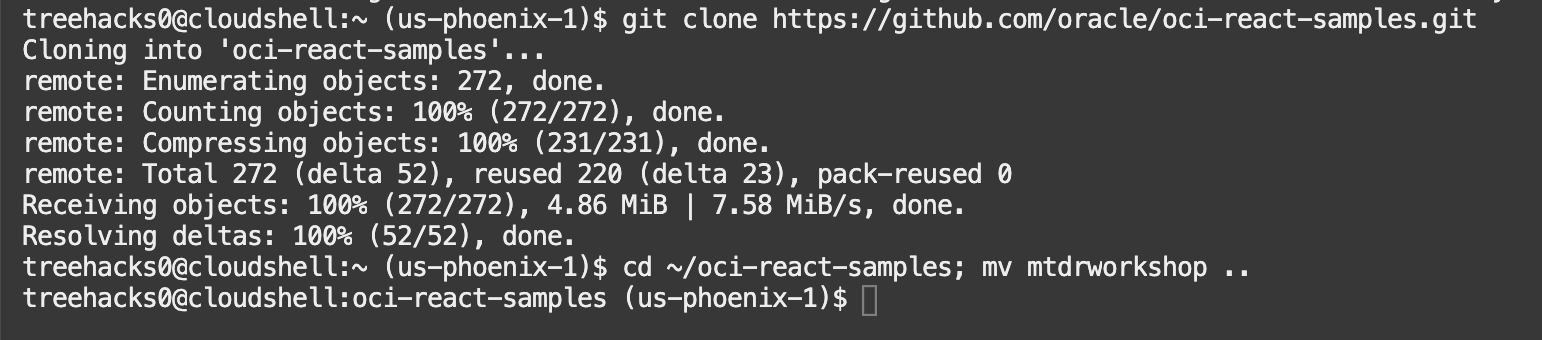 treehacks0@cloudshell:~ (us-phoenix-1)$ git clone https://github.com/oracle/oci-react-samples.git
Cloning into 'oci-react-samples'...
remote: Enumerating objects: 272, done.
remote: Counting objects: 100% (272/272), done.
remote: Compressing objects: 100% (231/231), done.
remote: Total 272 (delta 52), reused 220 (delta 23), pack-reused 0
Receiving objects: 100% (272/272), 4.86 MiB | 7.58 MiB/s, done.
Resolving deltas: 100% (52/52), done.
treehacks0@cloudshell:~ (us-phoenix-1)$ cd ~/oci-react-samples; mv mtdrworkshop ..
treehacks0@cloudshell:oci-react-samples (us-phoenix-1)$